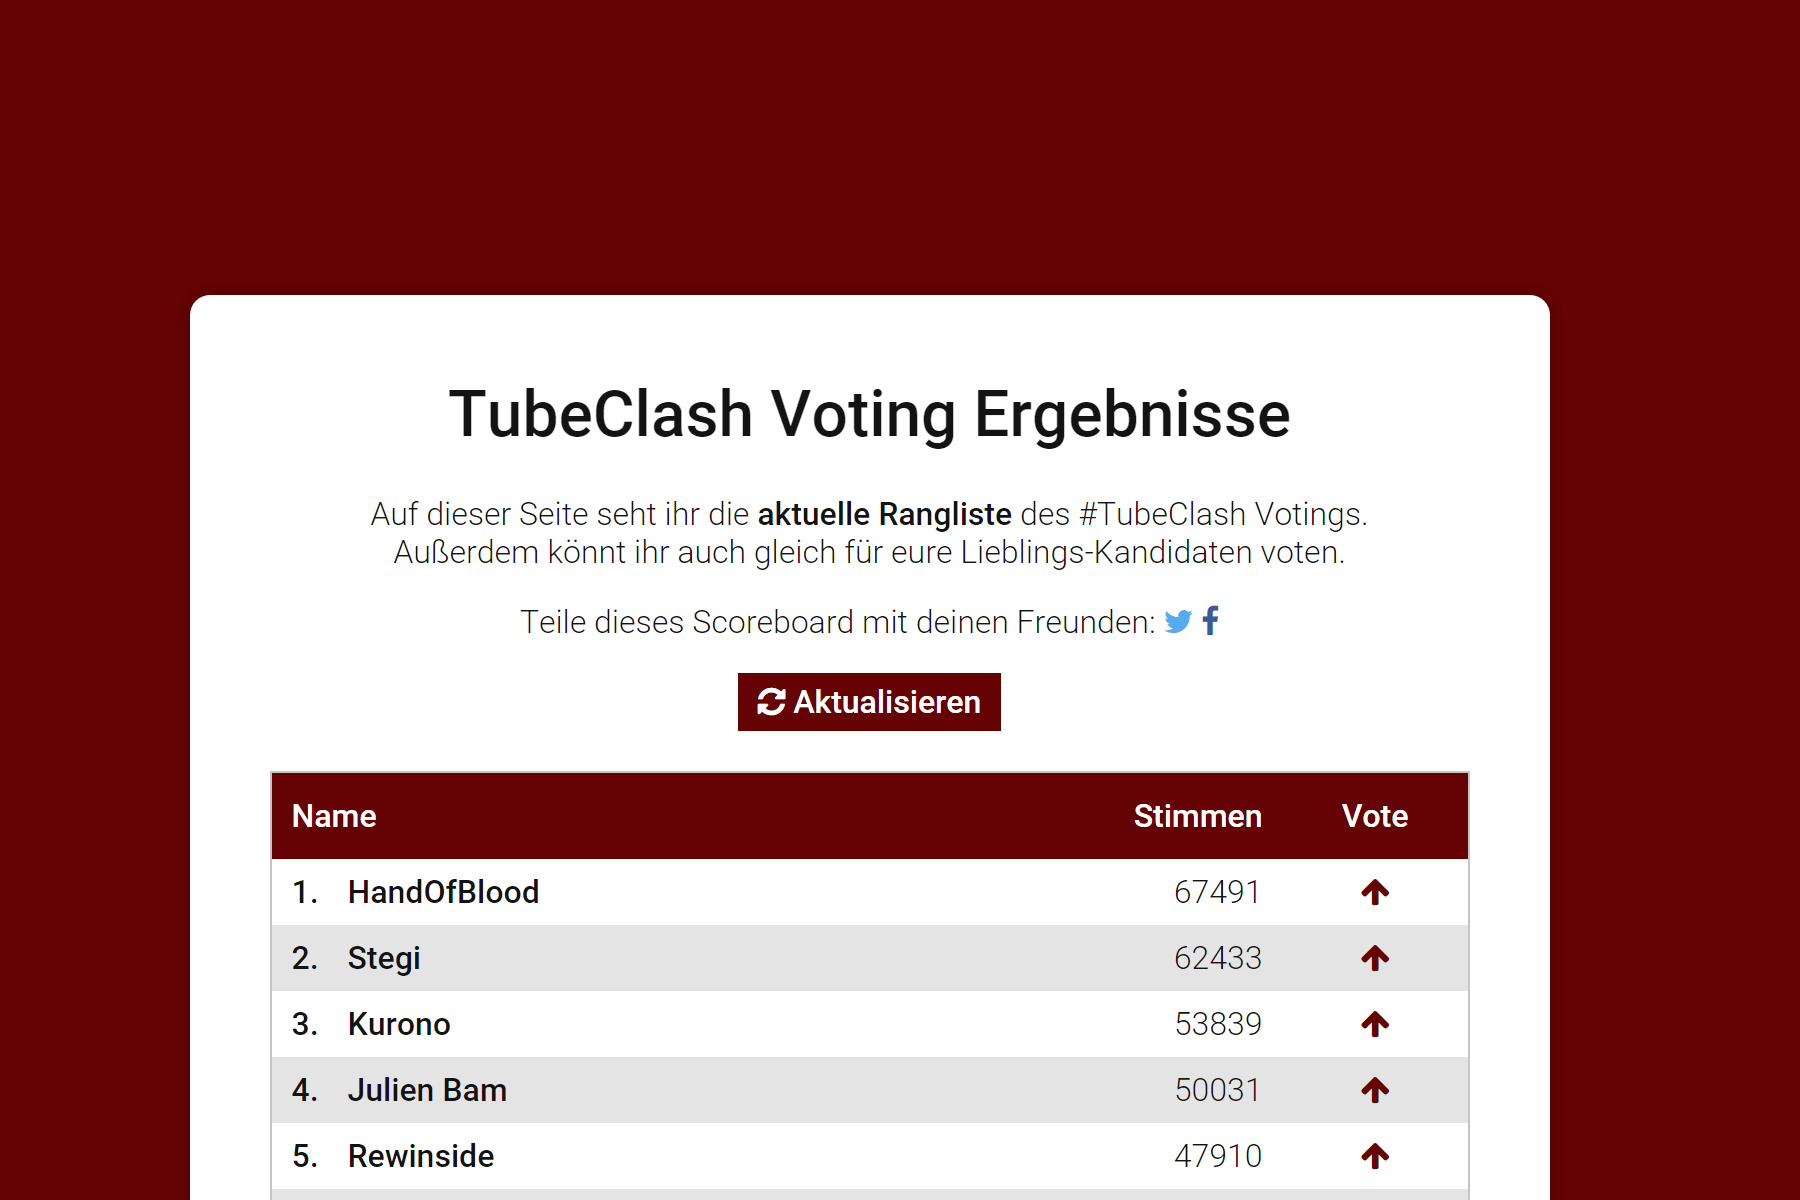 TubeClash Voting Ergebnisse
Auf dieser Seite seht ihr die aktuelle Rangliste des #TubeClash Votings.
Außerdem könnt ihr auch gleich für eure Lieblings-Kandidaten voten.
Teile dieses Scoreboard mit deinen Freunden:
Aktualisieren
Name Stimmen Vote
1. HandOfBlood 67491
2. Stegi 62433
3. Kurono 53839
4. Julien Bam 50031
5. Rewinside 47910